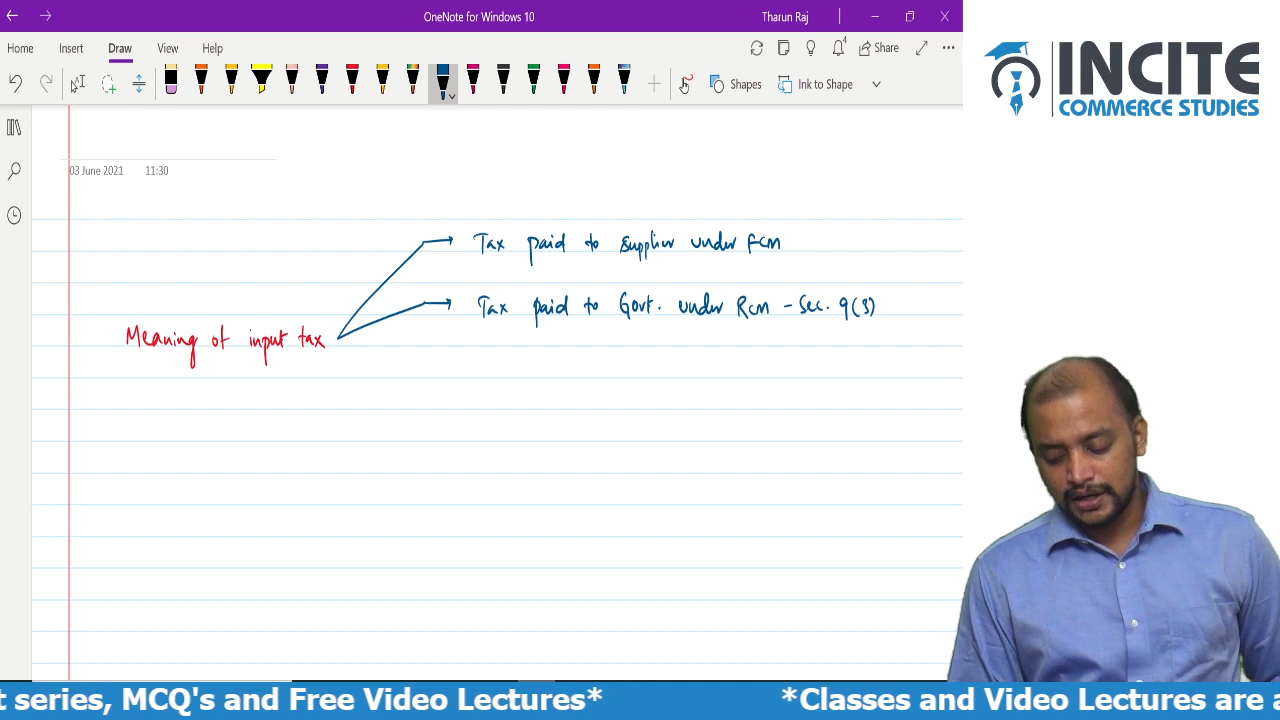 OneNote for Windows 10
Tharun Raj
Home Insert Draw View Help
4 Share
Shapes Ink to Shape
INCITE
COMMERCE STUDIES
03 June 2021 11:30
Tax paid to supplier under FCM
Tax paid to Govt. under RCM - Sec. 9(3)
Meaning of input tax
t series, MCQ's and Free Video Lectures* *Classes and Video Lectures are a